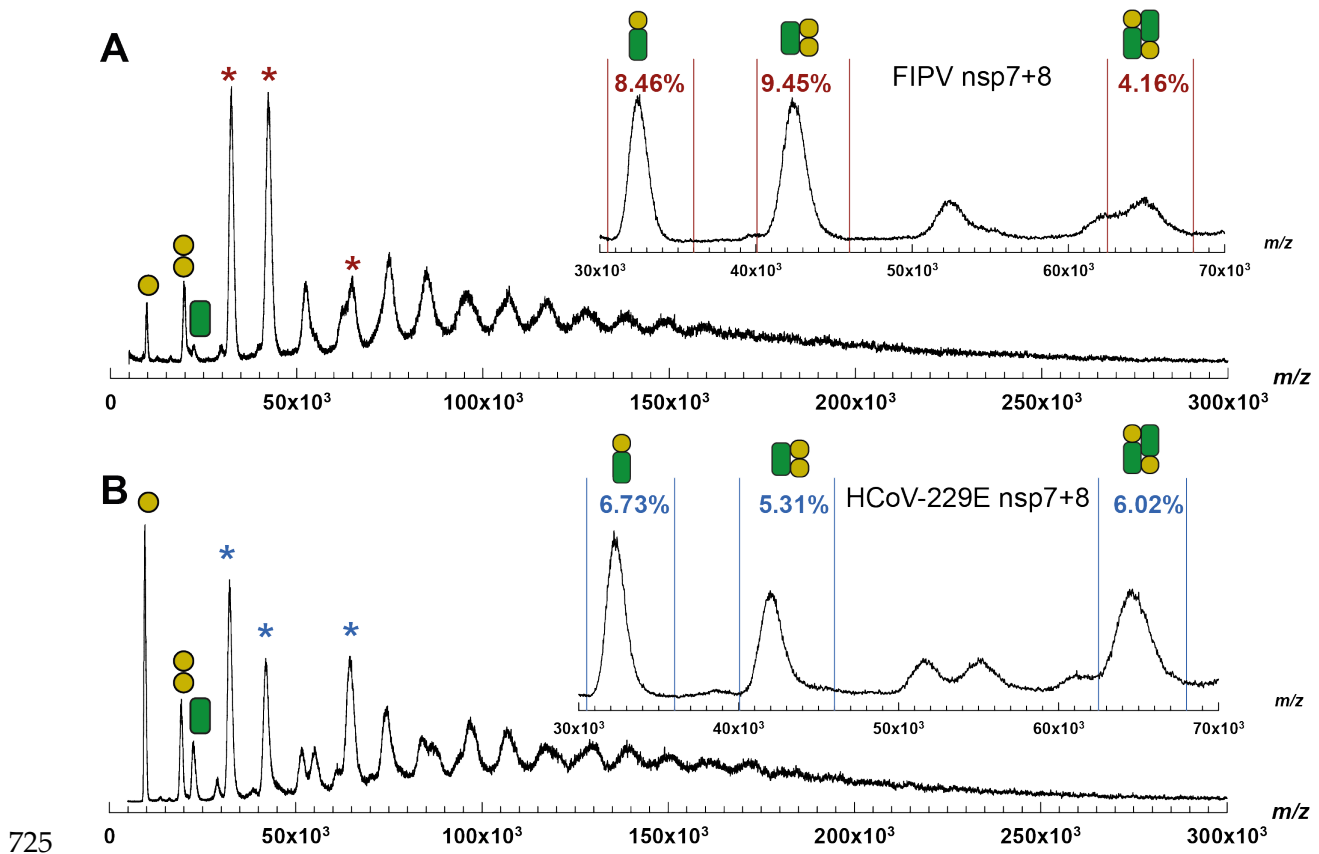 A
* *
8.46% 9.45% FIPV nsp7+8 4.16%
*
m/z
30x10³ 40x10³ 50x10³ 60x10³ 70x10³
m/z
0 50x10³ 100x10³ 150x10³ 200x10³ 250x10³ 300x10³
B
6.73% 5.31% HCoV-229E nsp7+8 6.02%
*
* *
m/z
30x10³ 40x10³ 50x10³ 60x10³ 70x10³
m/z
0 50x10³ 100x10³ 150x10³ 200x10³ 250x10³ 300x10³
725